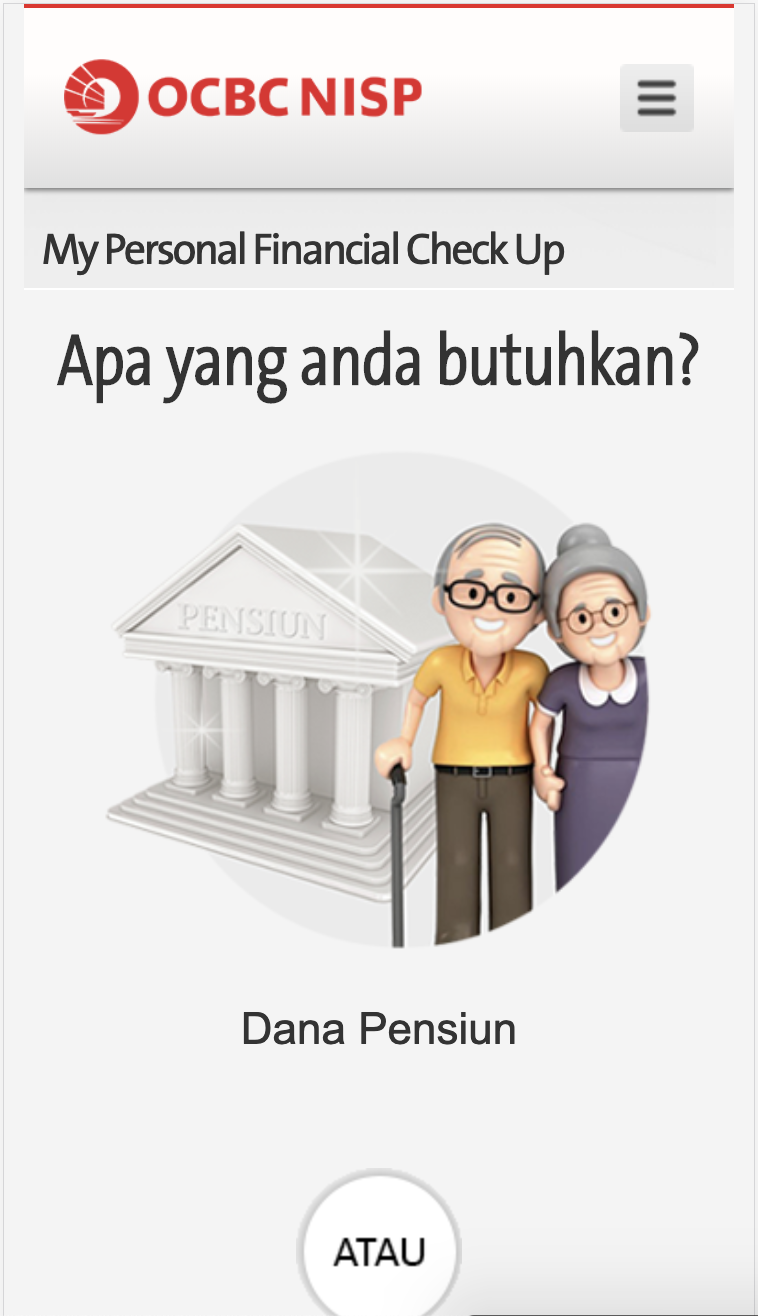 OCBC NISP
My Personal Financial Check Up
Apa yang anda butuhkan?
PENSIUN
Dana Pensiun
ATAU